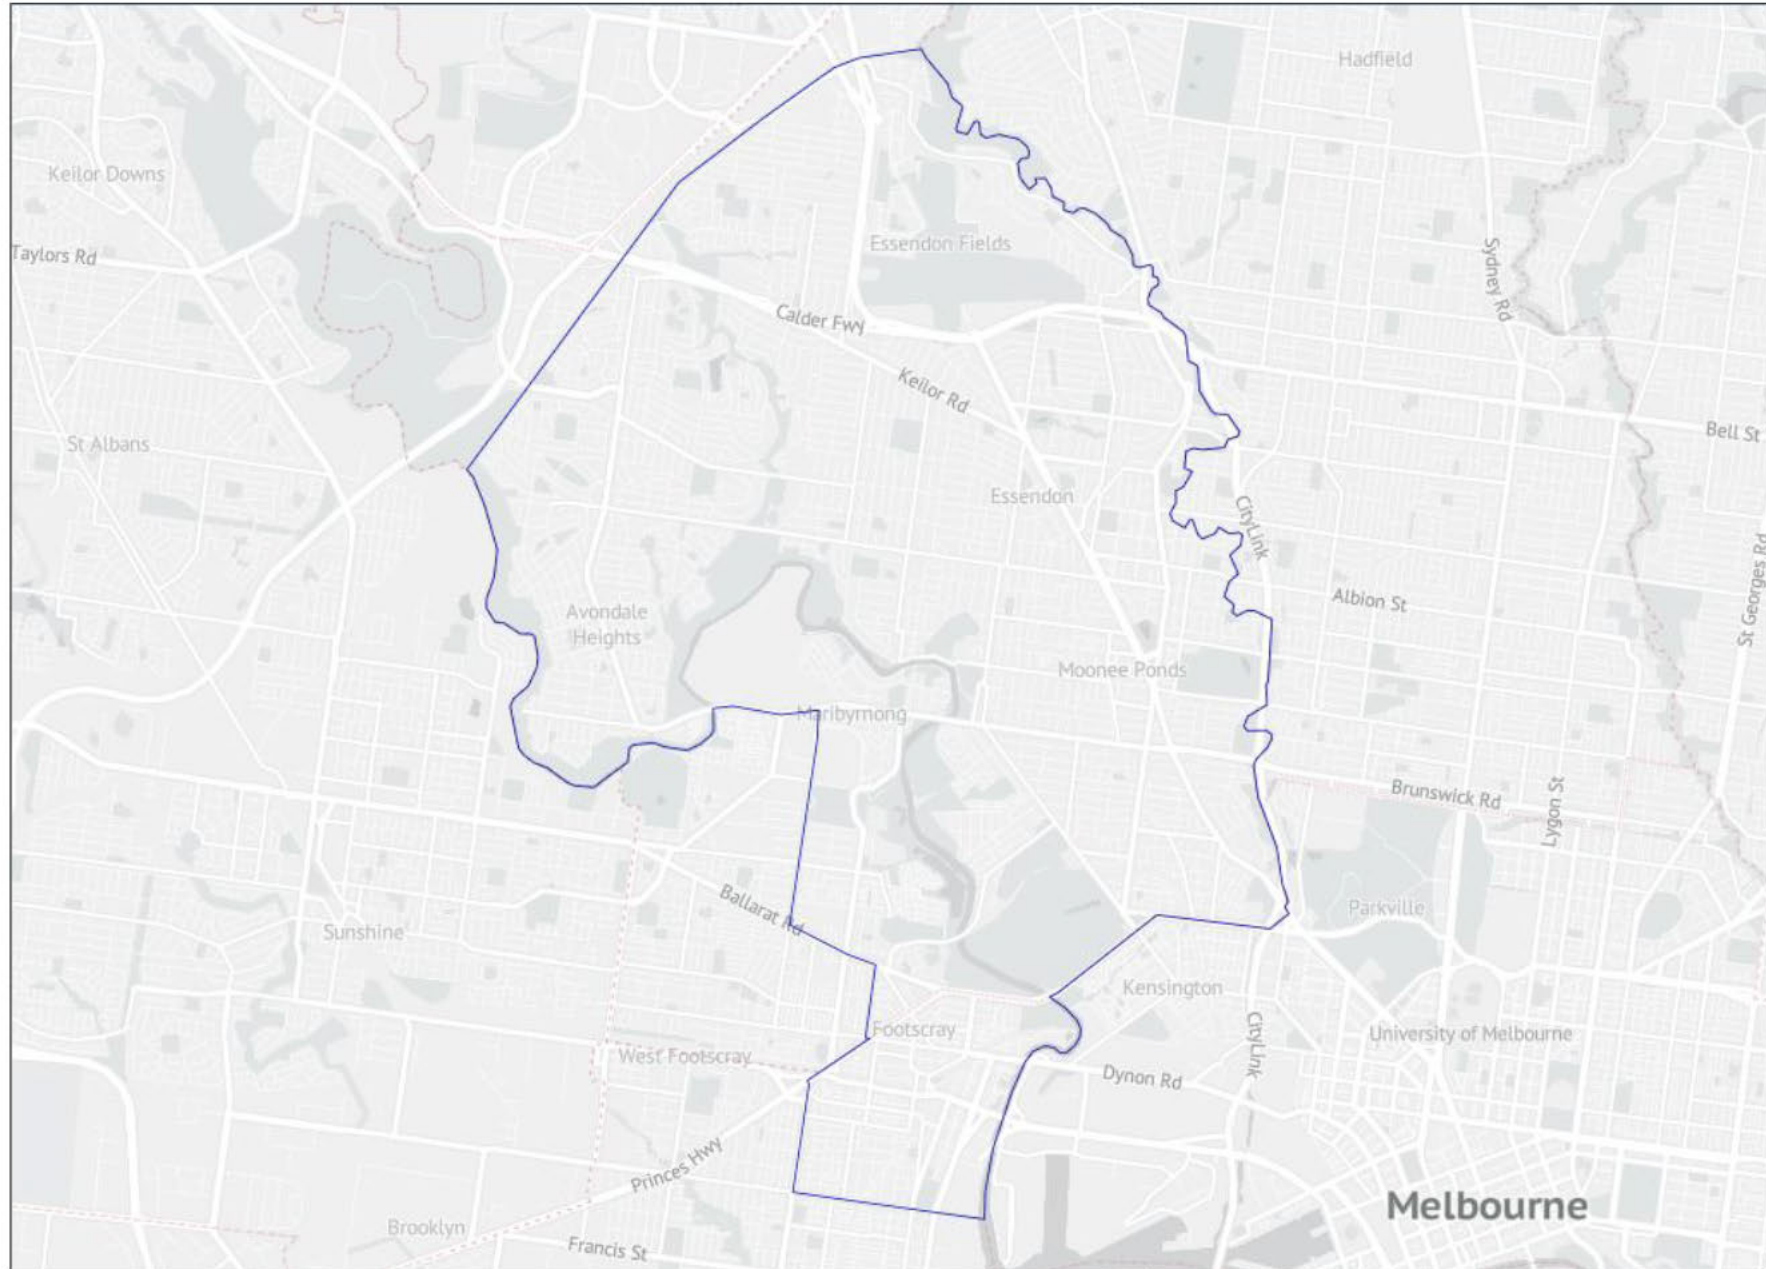 Hadfield
Keilor Downs
Taylors Rd
Essendon Fields
Sydney Rd
Calder Fwy
Keilor Rd
St Albans
Bell St
Essendon
CityLink
St Georges Rd
Albion St
Avondale
Heights
Moonee Ponds
Maribyrnong
Brunswick Rd
Lygon St
Ballarat Rd
Parkville
Sunshine
Kensington
Footscray
University of Melbourne
CityLink
West Footscray
Dynon Rd
Princes Hwy
Melbourne
Brooklyn
Francis St